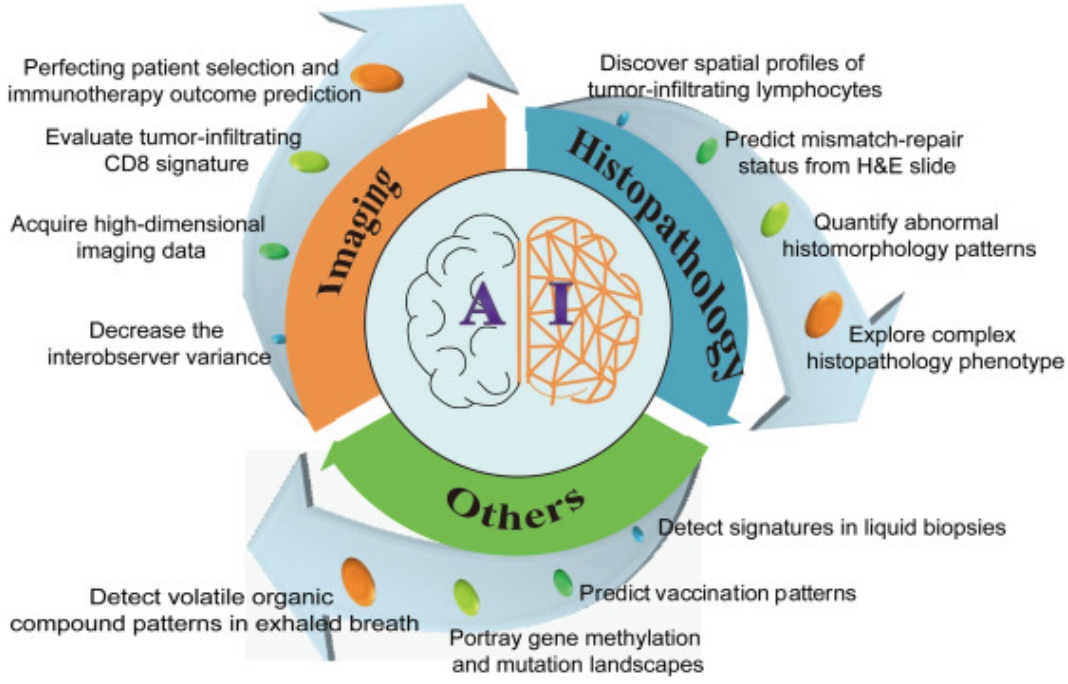 Perfecting patient selection and
immunotherapy outcome prediction
Evaluate tumor-infiltrating
CD8 signature
Acquire high-dimensional
imaging data
Decrease the
interobserver variance
Imaging
A I
Histopathology
Discover spatial profiles of
tumor-infiltrating lymphocytes
Predict mismatch-repair
status from H&E slide
Quantify abnormal
histomorphology patterns
Explore complex
histopathology phenotype
Others
Detect signatures in liquid biopsies
Predict vaccination patterns
Portray gene methylation
and mutation landscapes
Detect volatile organic
compound patterns in exhaled breath